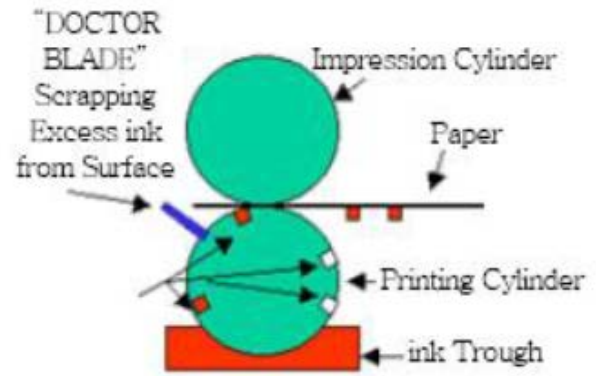 "DOCTOR
BLADE"
Scrapping
Excess ink
from Surface
Impression Cylinder
Paper
Printing Cylinder
ink Trough